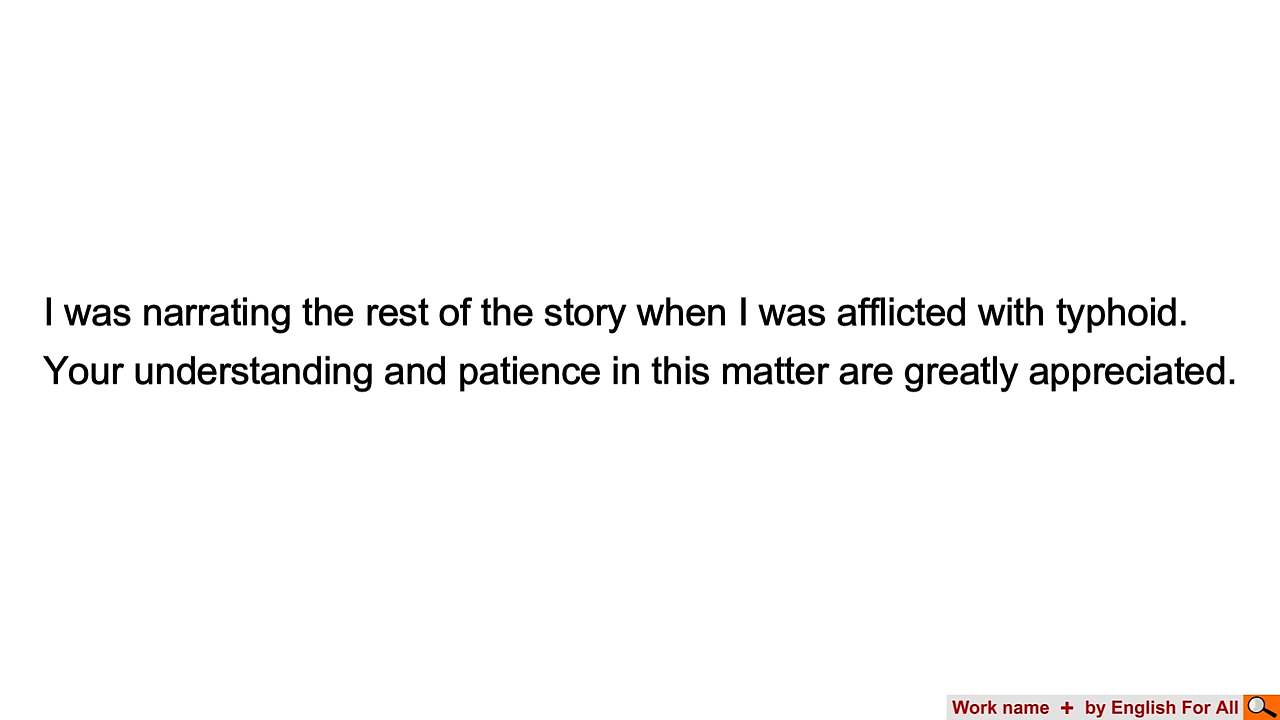 I was narrating the rest of the story when I was afflicted with typhoid.
Your understanding and patience in this matter are greatly appreciated.
Work name + by English For All